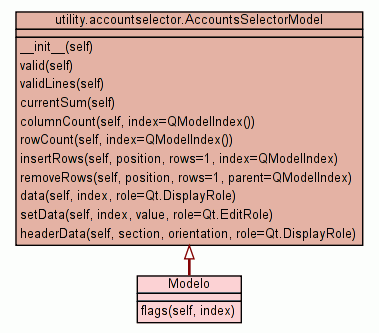 utility.accountselector.AccountsSelectorModel
__init__(self)
valid(self)
validLines(self)
currentSum(self)
columnCount(self, index=QModelIndex())
rowCount(self, index=QModelIndex())
insertRows(self, position, rows=1, index=QModelIndex)
removeRows(self, position, rows=1, parent=QModelIndex)
data(self, index, role=Qt.DisplayRole)
setData(self, index, value, role=Qt.EditRole)
headerData(self, section, orientation, role=Qt.DisplayRole)
Modelo
flags(self, index)